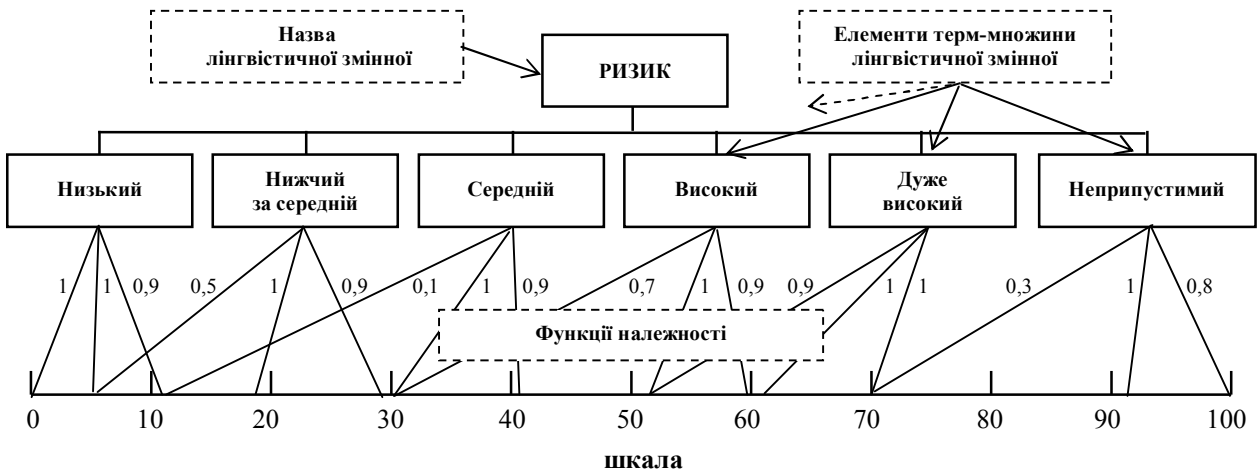 Назва
лінгвістичної змінної
РИЗИК
Елементи терм-множини
лінгвістичної змінної
Низький
Нижчий
за середній
Середній
Високий
Дуже
високий
Неприпустимий
1 1 0,9 0,5 1 0,9 0,1 1 0,9 0,7 1 0,9 0,9 1 1 0,3 1 0,8
Функції належності
0 10 20 30 40 50 60 70 80 90 100
шкала